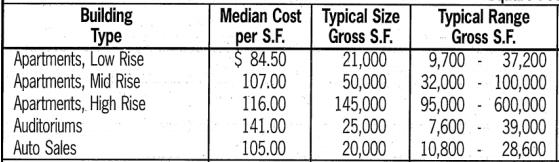 Building Median Cost Typical Size Typical Range
Type per S.F. Gross S.F. Gross S.F.
Apartments, Low Rise $ 84.50 21,000 9,700 - 37,200
Apartments, Mid Rise 107.00 50,000 32,000 - 100,000
Apartments, High Rise 116.00 145,000 95,000 - 600,000
Auditoriums 141.00 25,000 7,600 - 39,000
Auto Sales 105.00 20,000 10,800 - 28,600